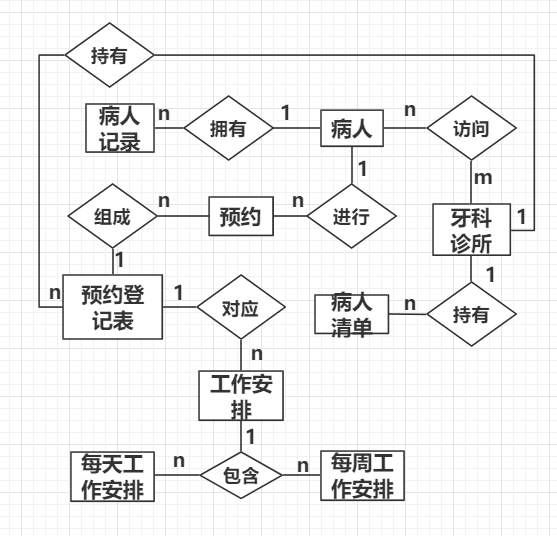 持有
n
1
n
病人
记录
拥有
病人
访问
1
m
n
n
组成
预约
进行
牙科
诊所
1
1
1
n
1
预约登
记表
对应
病人
清单
n
持有
n
工作安
排
1
n
n
每天工
作安排
包含
每周工
作安排